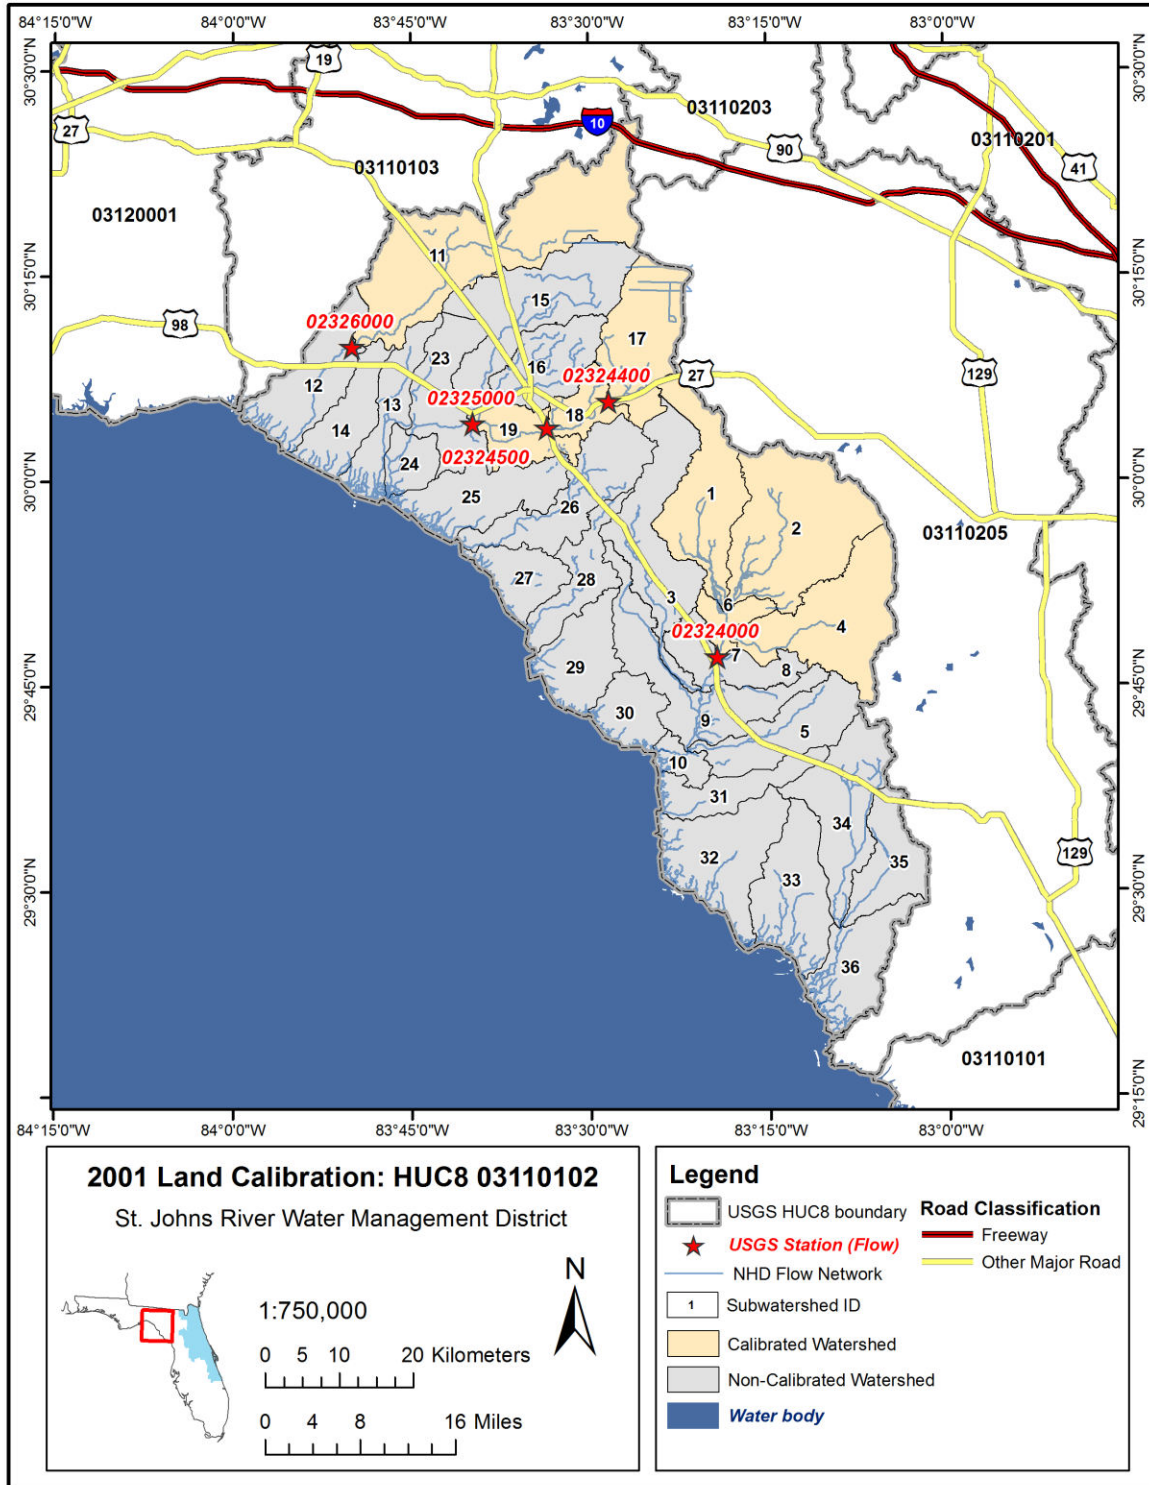 84°15'0"W 84°0'0"W 83°45'0"W 83°30'0"W 83°15'0"W 83°0'0"W
30°30'0"N
30°30'0"N
19
10
03110203
27
03110201
90
41
03110103
03120001
11
30°15'0"N
30°15'0"N
15
98
02326000
17
23
16
02324400
27
12
129
02325000
13
18
19
14
02324500
24
30°0'0"N
30°0'0"N
25
1
26
2
03110205
27
28
3
6
4
02324000
7
8
29
29°45'0"N
29°45'0"N
30
9
5
10
31
34
32
35
129
33
29°30'0"N
29°30'0"N
36
03110101
29°15'0"N
84°15'0"W 84°0'0"W 83°45'0"W 83°30'0"W 83°15'0"W 83°0'0"W
2001 Land Calibration: HUC8 03110102
St. Johns River Water Management District
N
1:750,000
0 5 10 20 Kilometers
0 4 8 16 Miles
Legend
USGS HUC8 boundary
USGS Station (Flow)
NHD Flow Network
1 Subwatershed ID
Calibrated Watershed
Non-Calibrated Watershed
Water body
Road Classification
Freeway
Other Major Road